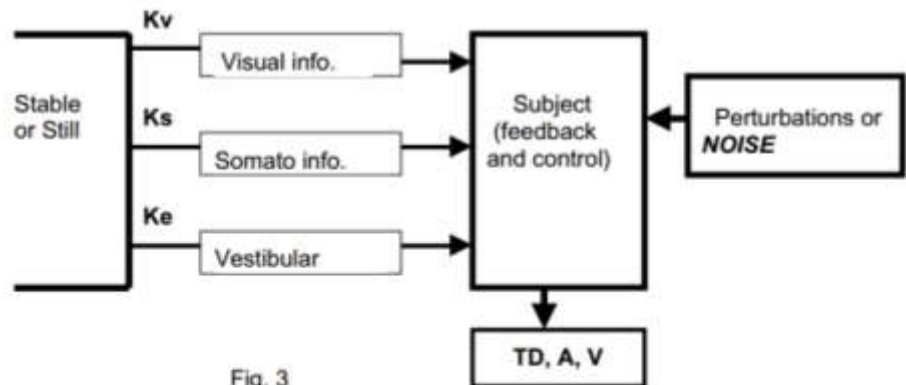 Kv
Visual info.
Stable
or Still
Ks
Somato info.
Ke
Vestibular
Subject
(feedback
and control)
Perturbations or
NOISE
TD, A, V
Fig. 3